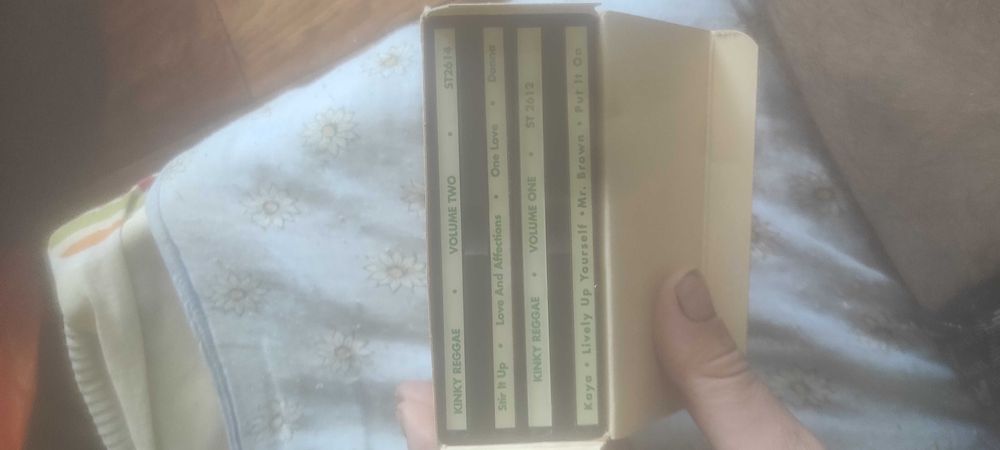 KINKY REGGAE • VOLUME TWO • ST2614
Stir It Up • Love And Affections • One Love • Donna
KINKY REGGAE • VOLUME ONE • ST 2612
Kaya • Lively Up Yourself • Mr. Brown • Put It On